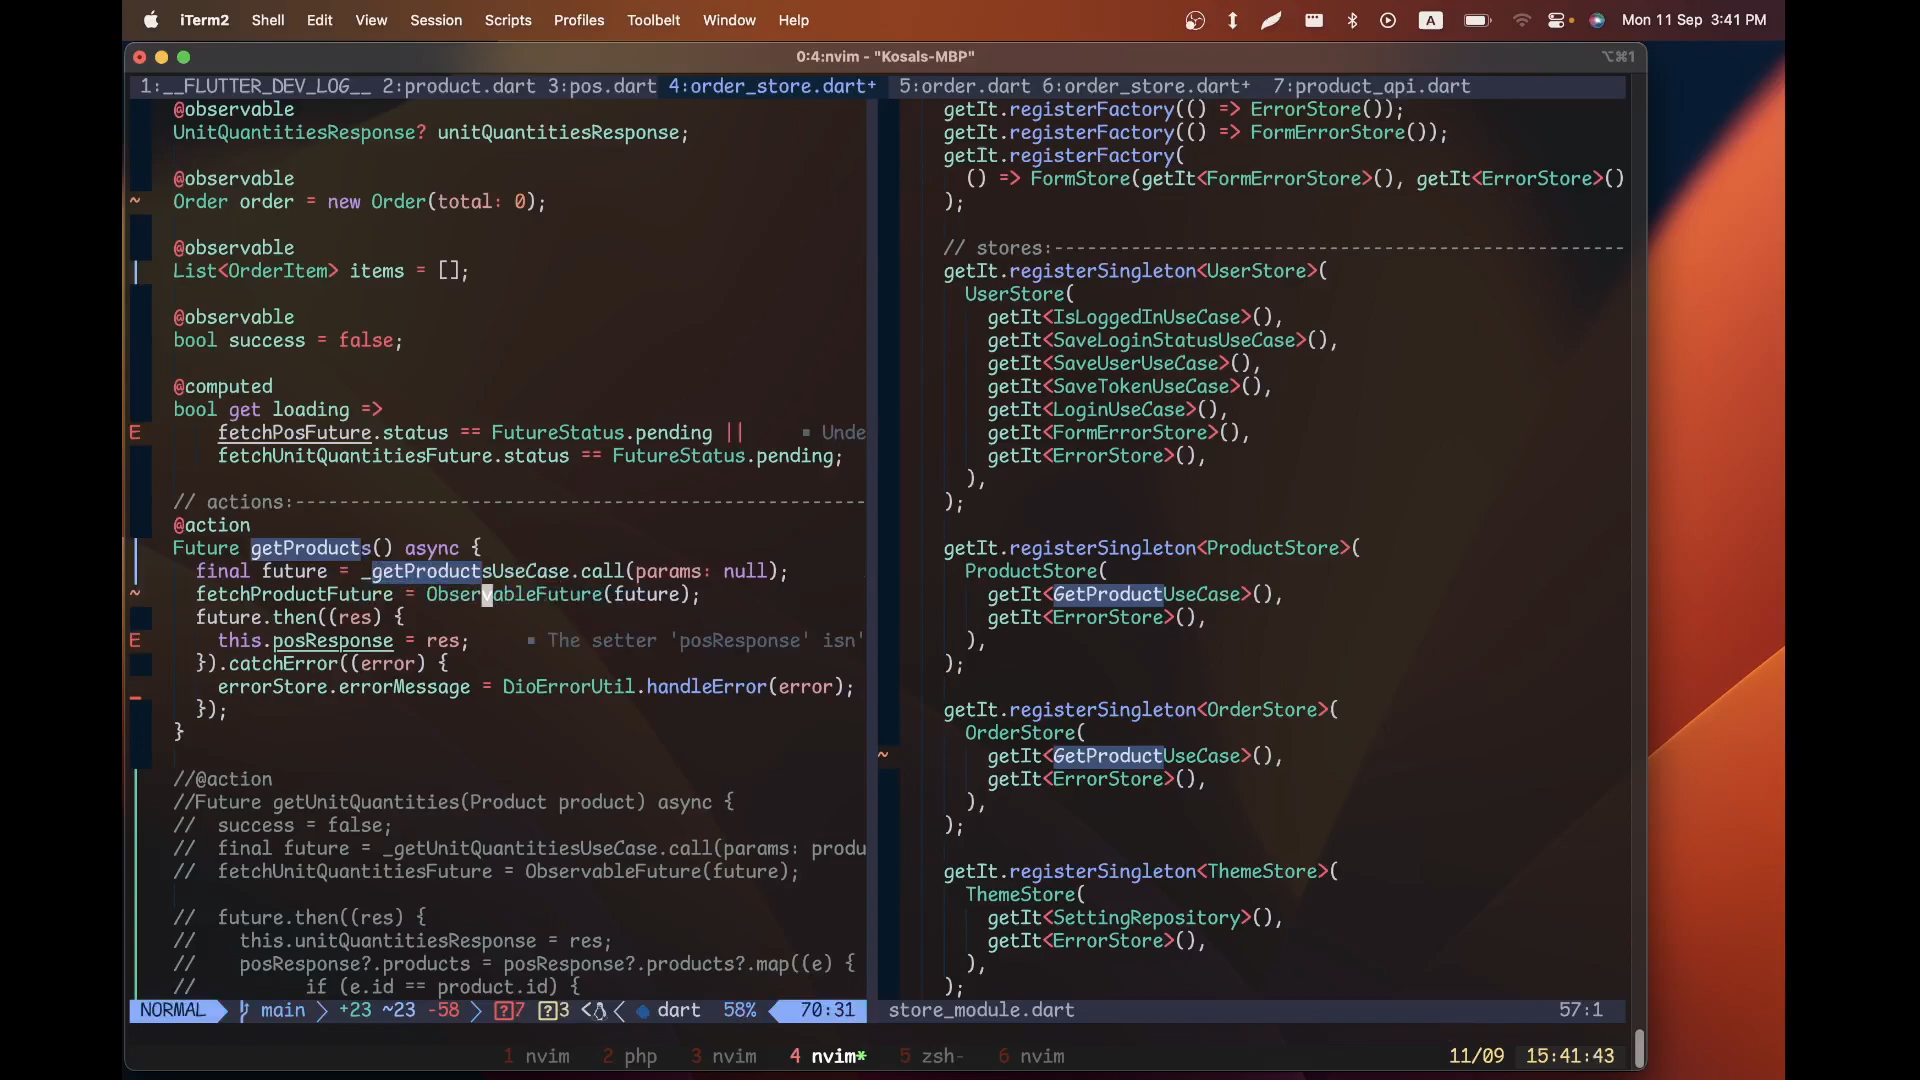 iTerm2 Shell Edit View Session Scripts Profiles Toolbelt Window Help A Mon 11 Sep 3:41 PM
0:4:nvim - "Kosals-MBP" ⌥⌘1
1:__FLUTTER_DEV_LOG__ 2:product.dart 3:pos.dart 4:order_store.dart+ 5:order.dart 6:order_store.dart+ 7:product_api.dart
@observable
UnitQuantitiesResponse? unitQuantitiesResponse;
@observable
~ Order order = new Order(total: 0);
@observable
List<OrderItem> items = [];
@observable
bool success = false;
@computed
bool get loading =>
E fetchPosFuture.status == FutureStatus.pending || ▪ Unde
fetchUnitQuantitiesFuture.status == FutureStatus.pending;
// actions:----------------------------------------------------
@action
Future getProducts() async {
final future = _getProductsUseCase.call(params: null);
~ fetchProductFuture = ObservableFuture(future);
future.then((res) {
E this.posResponse = res; ▪ The setter 'posResponse' isn'
}).catchError((error) {
errorStore.errorMessage = DioErrorUtil.handleError(error);
});
}
//@action
//Future getUnitQuantities(Product product) async {
// success = false;
// final future = _getUnitQuantitiesUseCase.call(params: produ
// fetchUnitQuantitiesFuture = ObservableFuture(future);
// future.then((res) {
// this.unitQuantitiesResponse = res;
// posResponse?.products = posResponse?.products?.map((e) {
// if (e.id == product.id) {
getIt.registerFactory(() => ErrorStore());
getIt.registerFactory(() => FormErrorStore());
getIt.registerFactory(
() => FormStore(getIt<FormErrorStore>(), getIt<ErrorStore>()
);
// stores:----------------------------------------------------
getIt.registerSingleton<UserStore>(
UserStore(
getIt<IsLoggedInUseCase>(),
getIt<SaveLoginStatusUseCase>(),
getIt<SaveUserUseCase>(),
getIt<SaveTokenUseCase>(),
getIt<LoginUseCase>(),
getIt<FormErrorStore>(),
getIt<ErrorStore>(),
),
);
getIt.registerSingleton<ProductStore>(
ProductStore(
getIt<GetProductUseCase>(),
getIt<ErrorStore>(),
),
);
getIt.registerSingleton<OrderStore>(
OrderStore(
~ getIt<GetProductUseCase>(),
getIt<ErrorStore>(),
),
);
getIt.registerSingleton<ThemeStore>(
ThemeStore(
getIt<SettingRepository>(),
getIt<ErrorStore>(),
),
);
NORMAL main +23 ~23 -58 ?7 ?3 dart 58% 70:31 store_module.dart 57:1
1 nvim 2 php 3 nvim 4 nvim* 5 zsh- 6 nvim 11/09 15:41:43